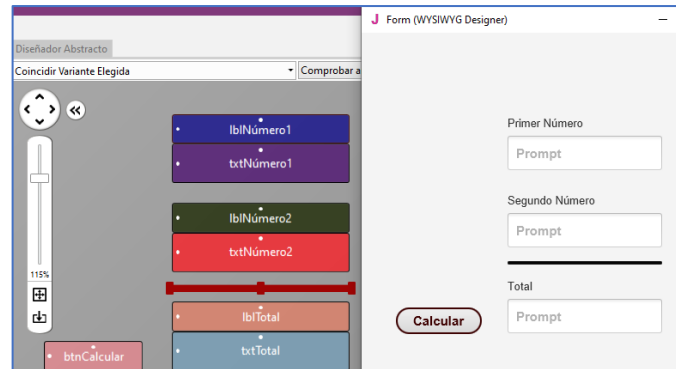 Diseñador Abstracto
Coincidir Variante Elegida
Comprobar a
115%
lblNúmero1
txtNúmero1
lblNúmero2
txtNúmero2
lblTotal
txtTotal
btnCalcular
J Form (WYSIWYG Designer)
Primer Número
Prompt
Segundo Número
Prompt
Total
Calcular
Prompt